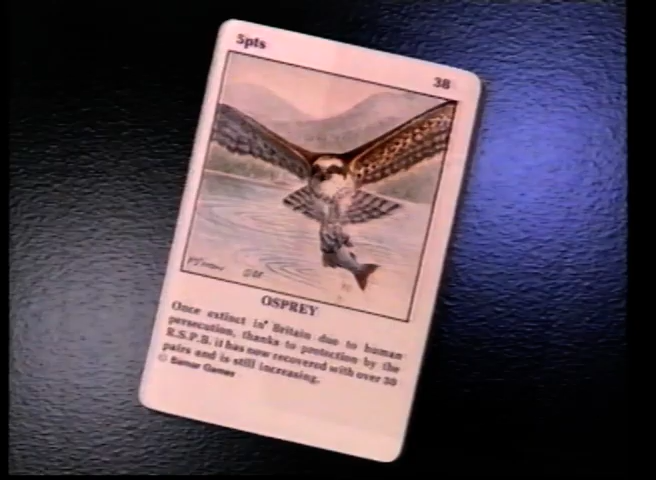 5pts
38
OSPREY
Once extinct in Britain due to human
persecution, thanks to protection by the
R.S.P.B. it has now recovered with over 30
pairs and is still increasing.
© Games